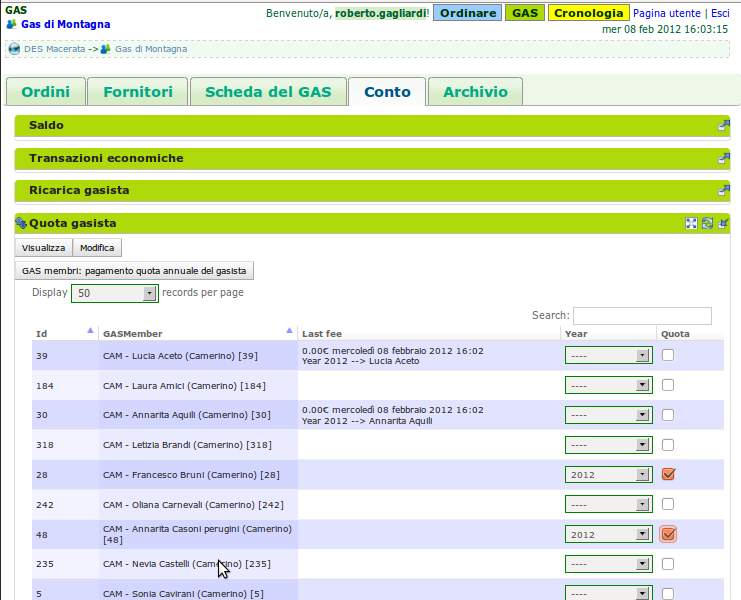 GAS
Gas di Montagna
Benvenuto/a, roberto.gagliardi! Ordinare GAS Cronologia Pagina utente | Esci
mer 08 feb 2012 16:03:15
DES Macerata -> Gas di Montagna
Ordini Fornitori Scheda del GAS Conto Archivio
Saldo
Transazioni economiche
Ricarica gasista
Quota gasista
Visualizza Modifica
GAS membri: pagamento quota annuale del gasista
Display 50 records per page
Search:
Id GASMember Last fee Year Quota
39 CAM - Lucia Aceto (Camerino) [39] 0.00€ mercoledì 08 febbraio 2012 16:02 ----
Year 2012 --> Lucia Aceto
184 CAM - Laura Amici (Camerino) [184] ----
30 CAM - Annarita Aquili (Camerino) [30] 0.00€ mercoledì 08 febbraio 2012 16:02 ----
Year 2012 --> Annarita Aquili
318 CAM - Letizia Brandi (Camerino) [318] ----
28 CAM - Francesco Bruni (Camerino) [28] 2012
242 CAM - Oliana Carnevali (Camerino) [242] ----
48 CAM - Annarita Casoni perugini (Camerino) [48] 2012
235 CAM - Nevia Castelli (Camerino) [235] ----
5 CAM - Sonia Cavirani (Camerino) [5] ----